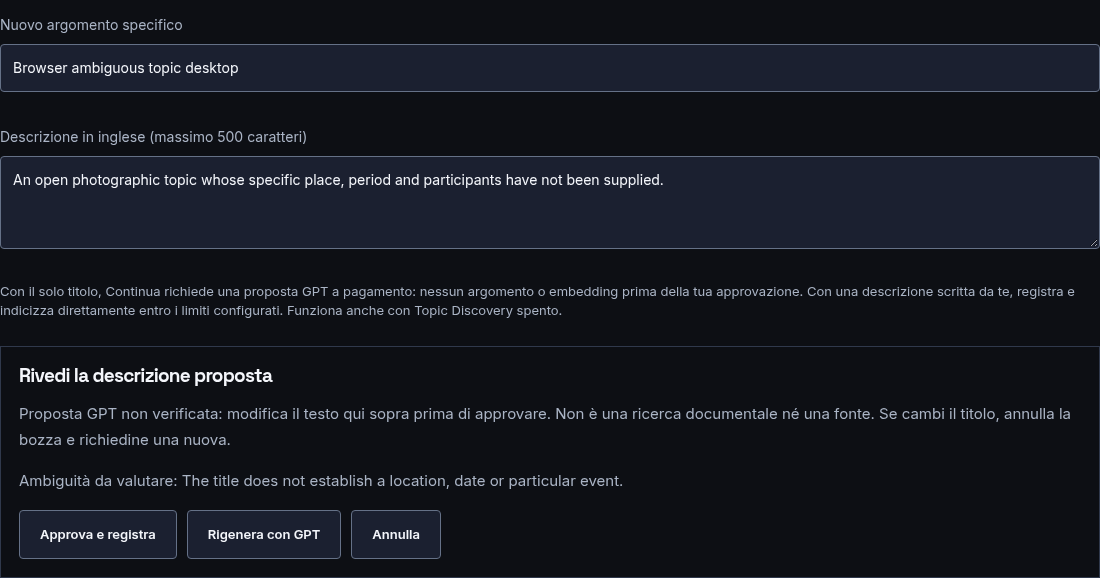 Nuovo argomento specifico
Browser ambiguous topic desktop
Descrizione in inglese (massimo 500 caratteri)
An open photographic topic whose specific place, period and participants have not been supplied.
Con il solo titolo, Continua richiede una proposta GPT a pagamento: nessun argomento o embedding prima della tua approvazione. Con una descrizione scritta da te, registra e
indicizza direttamente entro i limiti configurati. Funziona anche con Topic Discovery spento.
Rivedi la descrizione proposta
Proposta GPT non verificata: modifica il testo qui sopra prima di approvare. Non è una ricerca documentale né una fonte. Se cambi il titolo, annulla la
bozza e richiedine una nuova.
Ambiguità da valutare: The title does not establish a location, date or particular event.
Approva e registra
Rigenera con GPT
Annulla